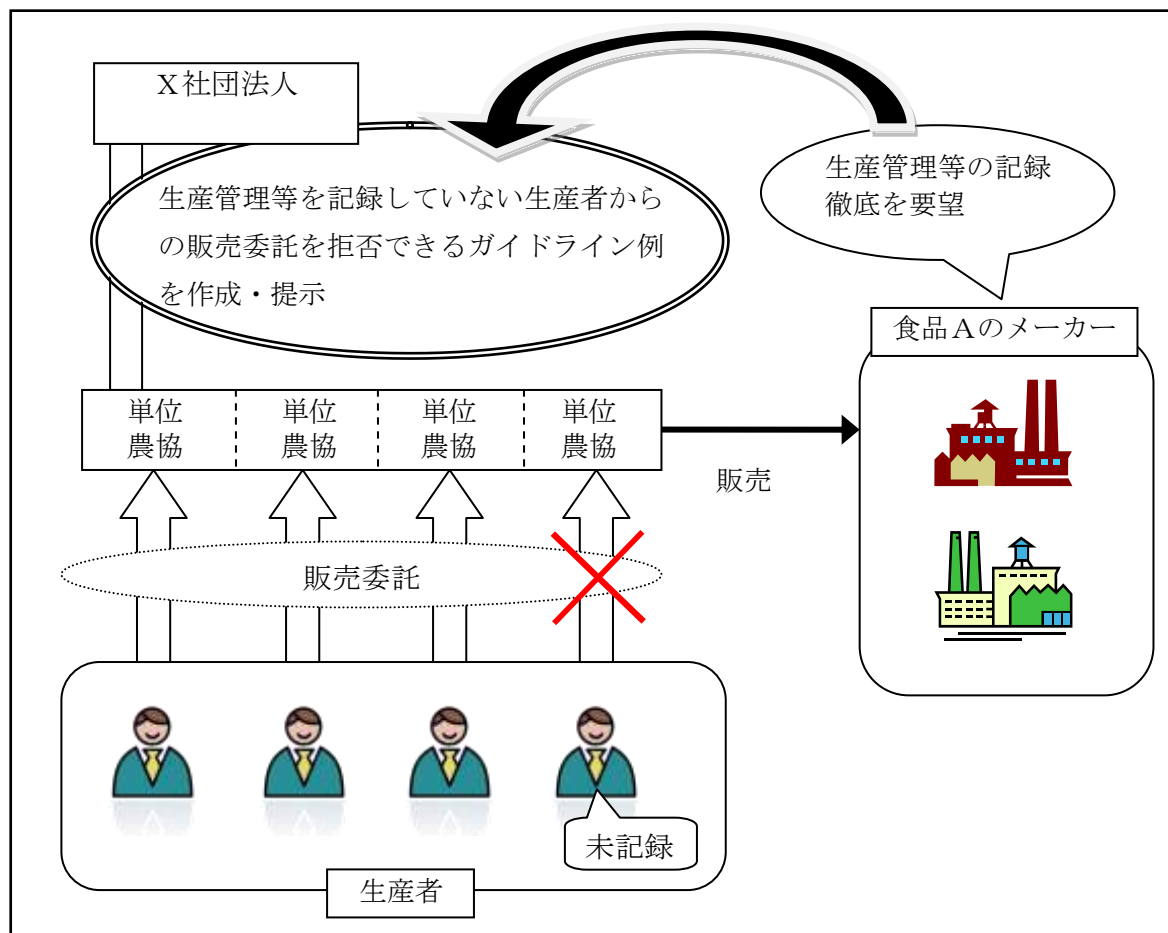 X社団法人
生産管理等を記録していない生産者から
の販売委託を拒否できるガイドライン例
を作成・提示
生産管理等の記録
徹底を要望
食品Aのメーカー
単位
農協
単位
農協
単位
農協
単位
農協
販売
販売委託
未記録
生産者